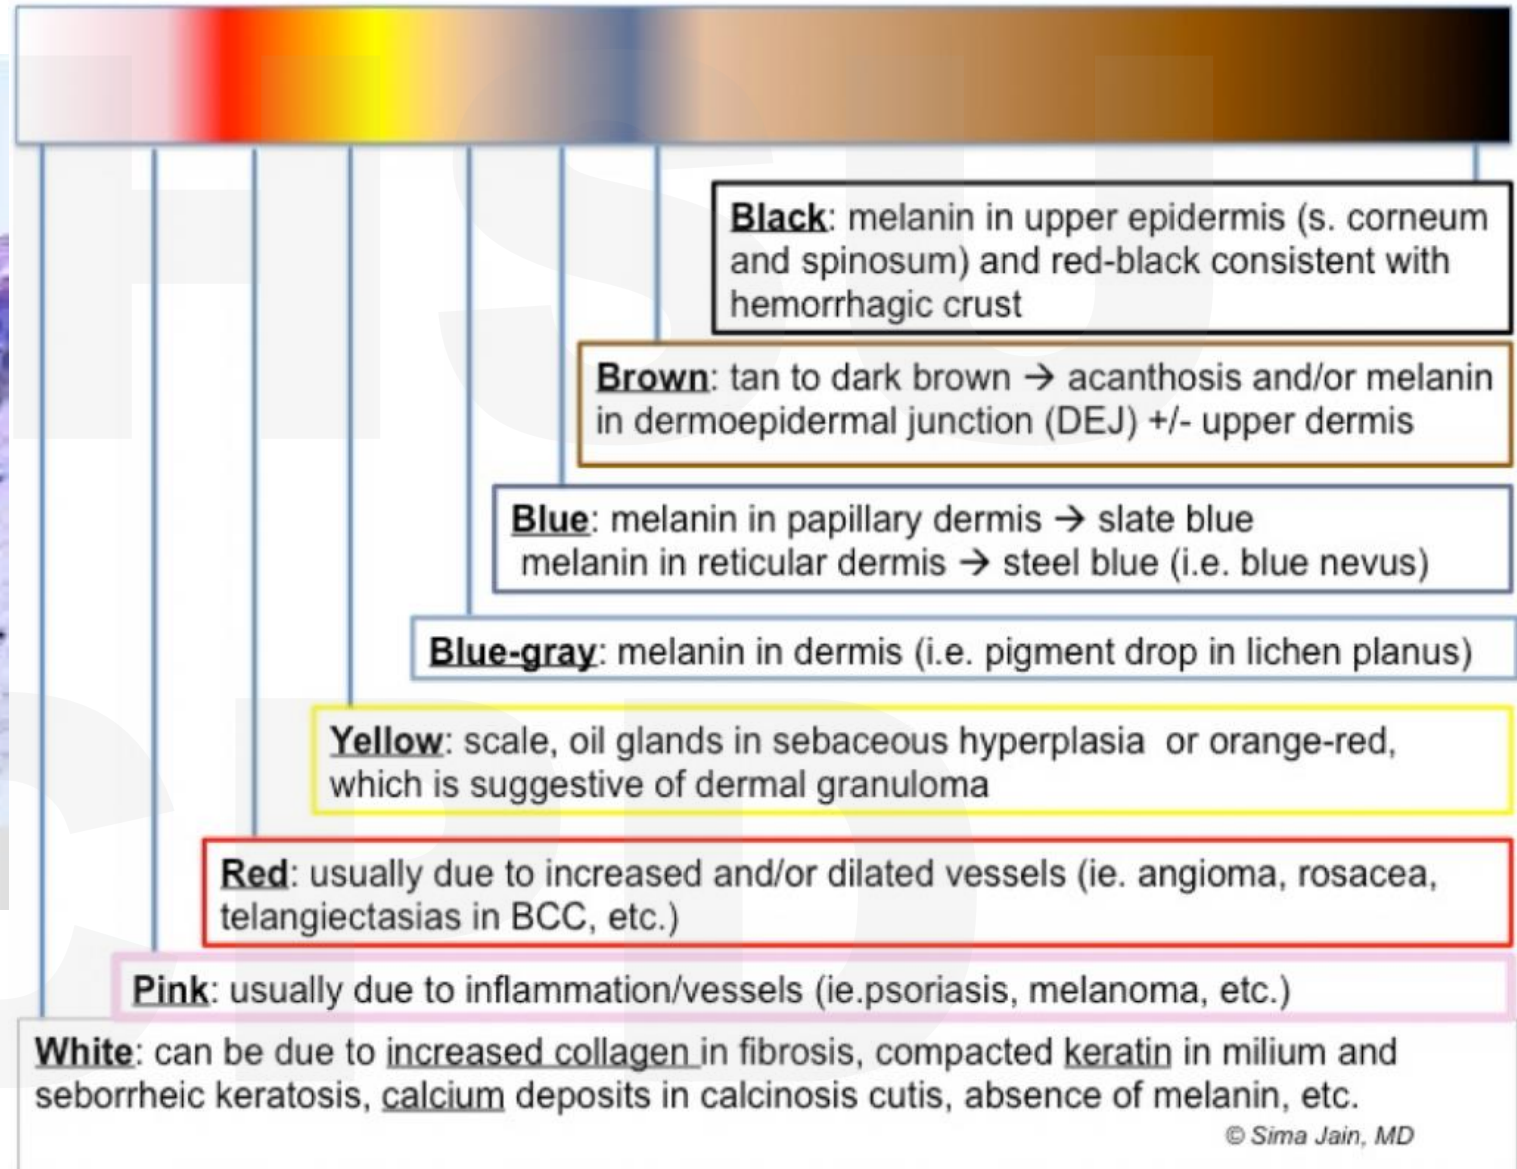 Black: melanin in upper epidermis (s. corneum
and spinosum) and red-black consistent with
hemorrhagic crust
Brown: tan to dark brown → acanthosis and/or melanin
in dermoepidermal junction (DEJ) +/- upper dermis
Blue: melanin in papillary dermis → slate blue
melanin in reticular dermis → steel blue (i.e. blue nevus)
Blue-gray: melanin in dermis (i.e. pigment drop in lichen planus)
Yellow: scale, oil glands in sebaceous hyperplasia or orange-red,
which is suggestive of dermal granuloma
Red: usually due to increased and/or dilated vessels (ie. angioma, rosacea,
telangiectasias in BCC, etc.)
Pink: usually due to inflammation/vessels (ie.psoriasis, melanoma, etc.)
White: can be due to increased collagen in fibrosis, compacted keratin in milium and
seborrheic keratosis, calcium deposits in calcinosis cutis, absence of melanin, etc.
© Sima Jain, MD
HSU
CPD